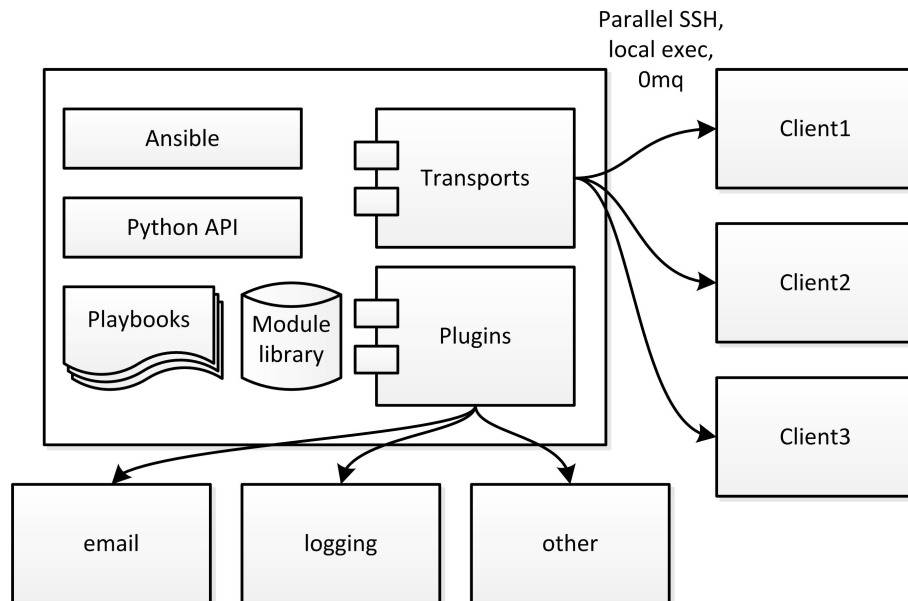 Parallel SSH,
local exec,
0mq
Ansible
Transports
Client1
Python API
Client2
Playbooks
Module
library
Plugins
Client3
email
logging
other